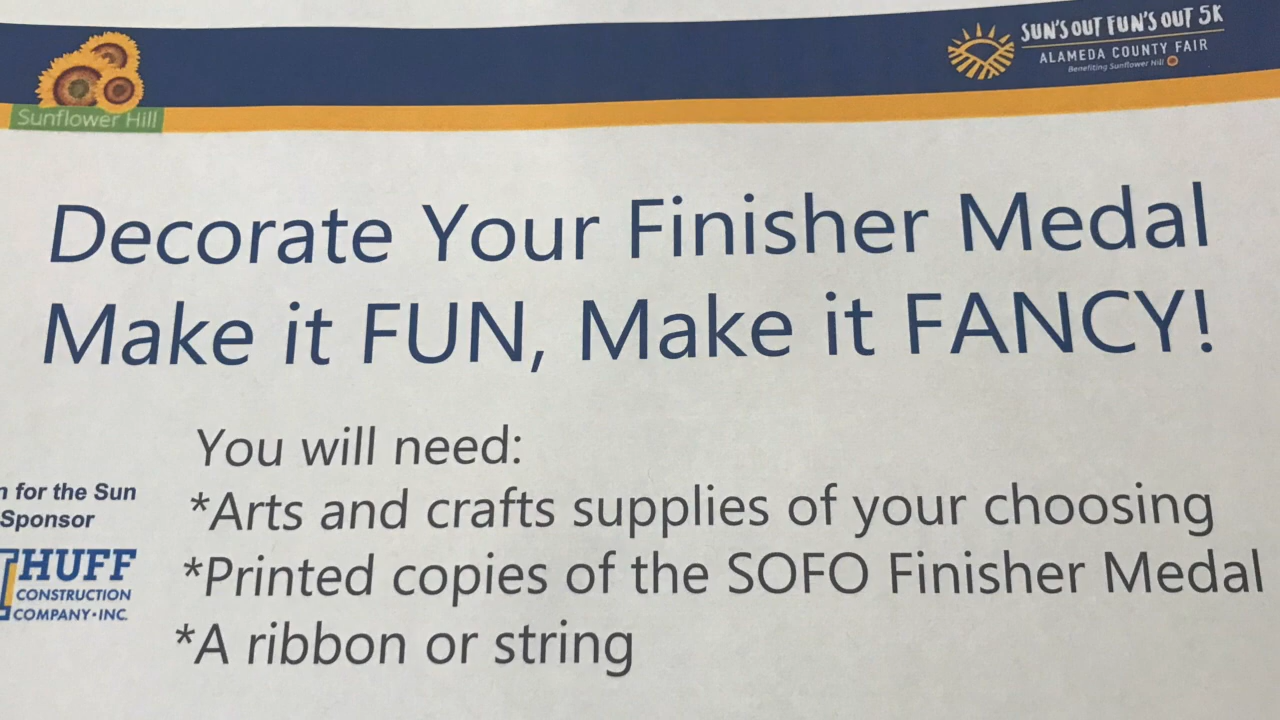 SUN'S OUT FUN'S OUT 5K
ALAMEDA COUNTY FAIR
Benefiting Sunflower Hill
Sunflower Hill
Decorate Your Finisher Medal
Make it FUN, Make it FANCY!
You will need:
*Arts and crafts supplies of your choosing
*Printed copies of the SOFO Finisher Medal
*A ribbon or string
for the Sun
Sponsor
HUFF
CONSTRUCTION
COMPANY•INC.